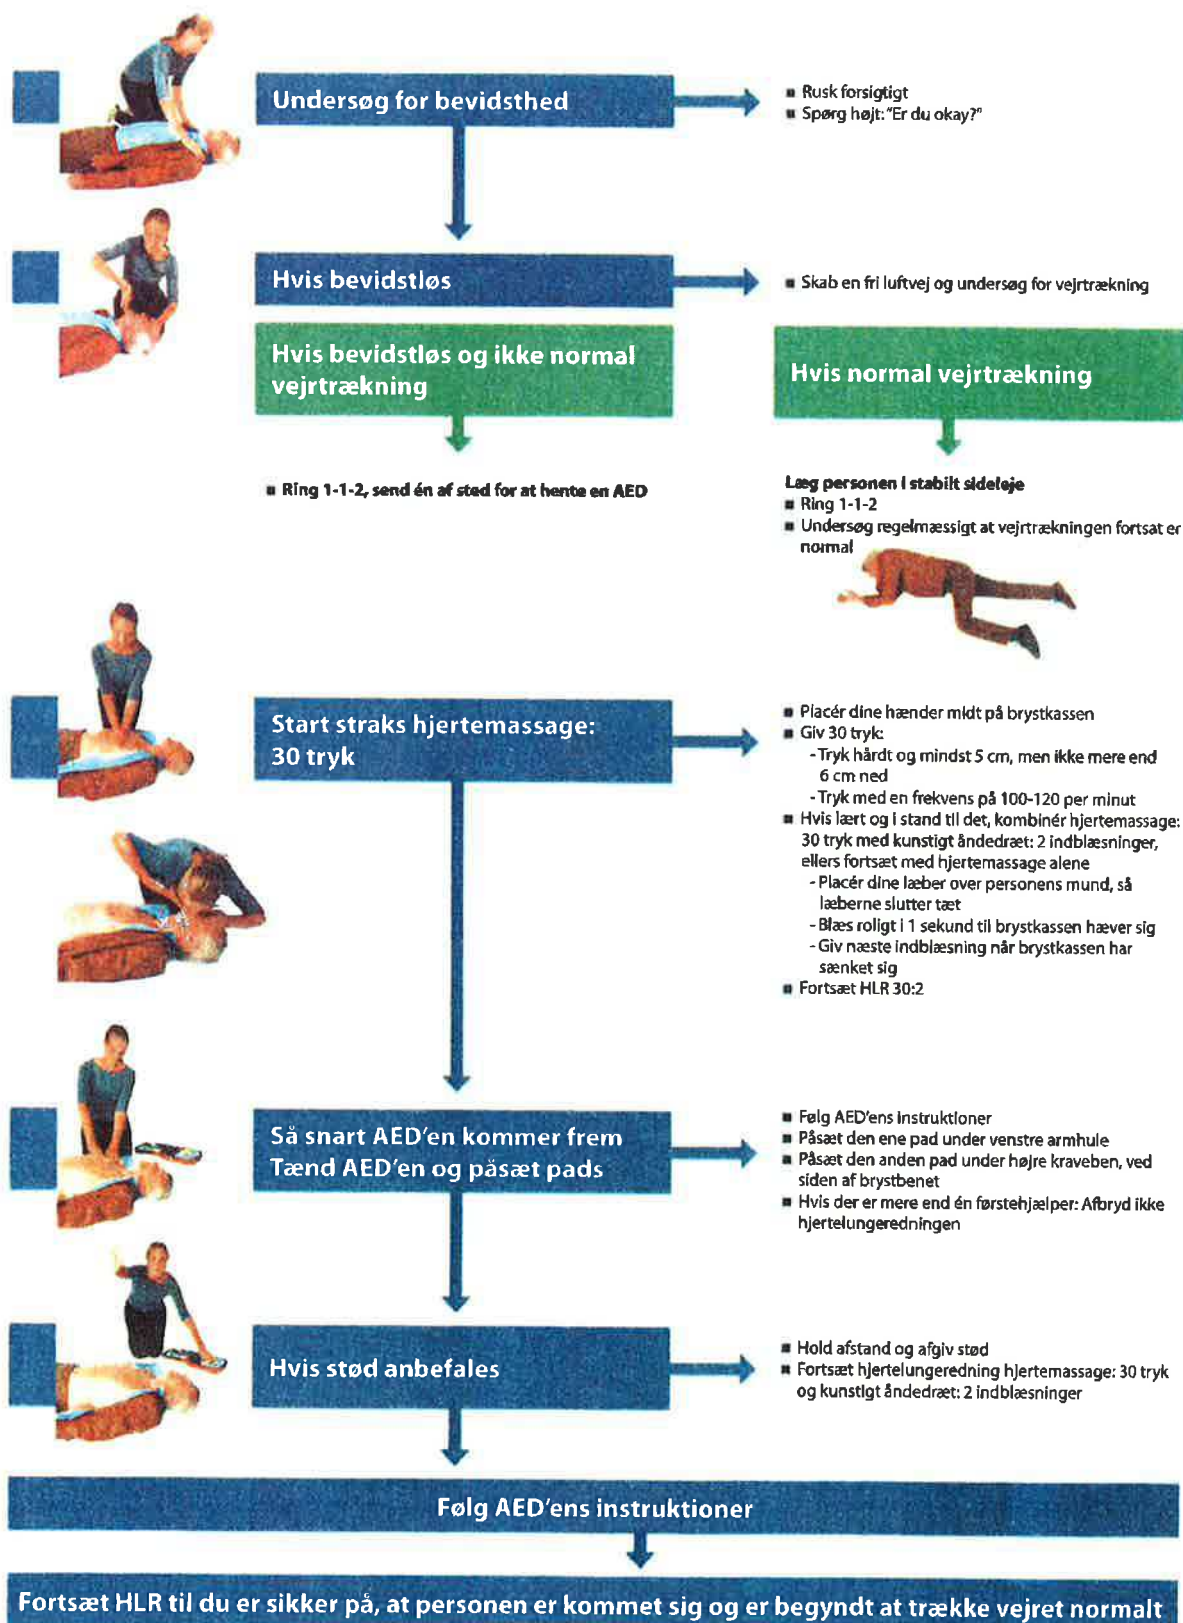 Undersøg for bevidsthed
■ Rusk forsigtigt
■ Spørg højt: "Er du okay?"
Hvis bevidstløs
■ Skab en fri luftvej og undersøg for vejrtrækning
Hvis bevidstløs og ikke normal
vejrtrækning
■ Ring 1-1-2, send én af sted for at hente en AED
Hvis normal vejrtrækning
Læg personen i stabilt sideleje
■ Ring 1-1-2
■ Undersøg regelmæssigt at vejrtrækningen fortsat er
normal
Start straks hjertemassage:
30 tryk
■ Placér dine hænder midt på brystkassen
■ Giv 30 tryk:
- Tryk hårdt og mindst 5 cm, men ikke mere end
6 cm ned
- Tryk med en frekvens på 100-120 per minut
■ Hvis lært og i stand til det, kombinér hjertemassage:
30 tryk med kunstigt åndedræt: 2 indblæsninger,
ellers fortsæt med hjertemassage alene
- Placér dine læber over personens mund, så
læberne slutter tæt
- Blæs roligt i 1 sekund til brystkassen hæver sig
- Giv næste indblæsning når brystkassen har
sænket sig
■ Fortsæt HLR 30:2
Så snart AED'en kommer frem
Tænd AED'en og påsæt pads
■ Følg AED'ens instruktioner
■ Påsæt den ene pad under venstre armhule
■ Påsæt den anden pad under højre kraveben, ved
siden af brystbenet
■ Hvis der er mere end én førstehjælper: Afbryd ikke
hjertelungeredningen
Hvis stød anbefales
■ Hold afstand og afgiv stød
■ Fortsæt hjertelungeredning hjertemassage: 30 tryk
og kunstigt åndedræt: 2 indblæsninger
Følg AED'ens instruktioner
Fortsæt HLR til du er sikker på, at personen er kommet sig og er begyndt at trække vejret normalt